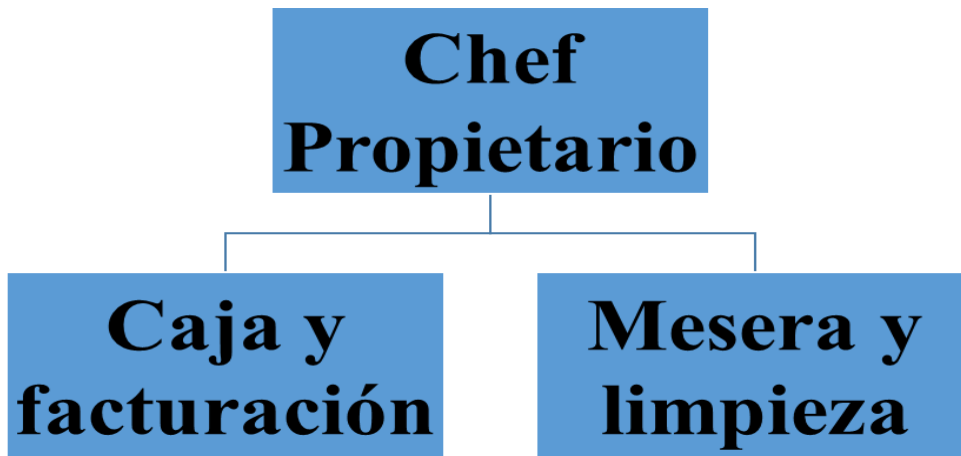 Chef
Propietario
Caja y
facturación
Mesera y
limpieza